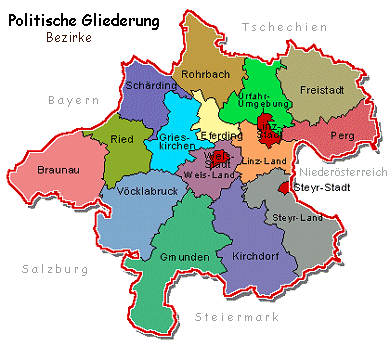 Politische Gliederung
Bezirke
Tschechien
Rohrbach
Bayern
Schärding
Urfahr-
Umgebung
Freistadt
Ried
Gries-
kirchen
Eferding
Linz-
Stadt
Perg
Braunau
Wels-
Stadt
Wels-Land
Linz-Land
Niederösterreich
Steyr-Stadt
Vöcklabruck
Steyr-Land
Gmunden
Kirchdorf
Salzburg
Steiermark